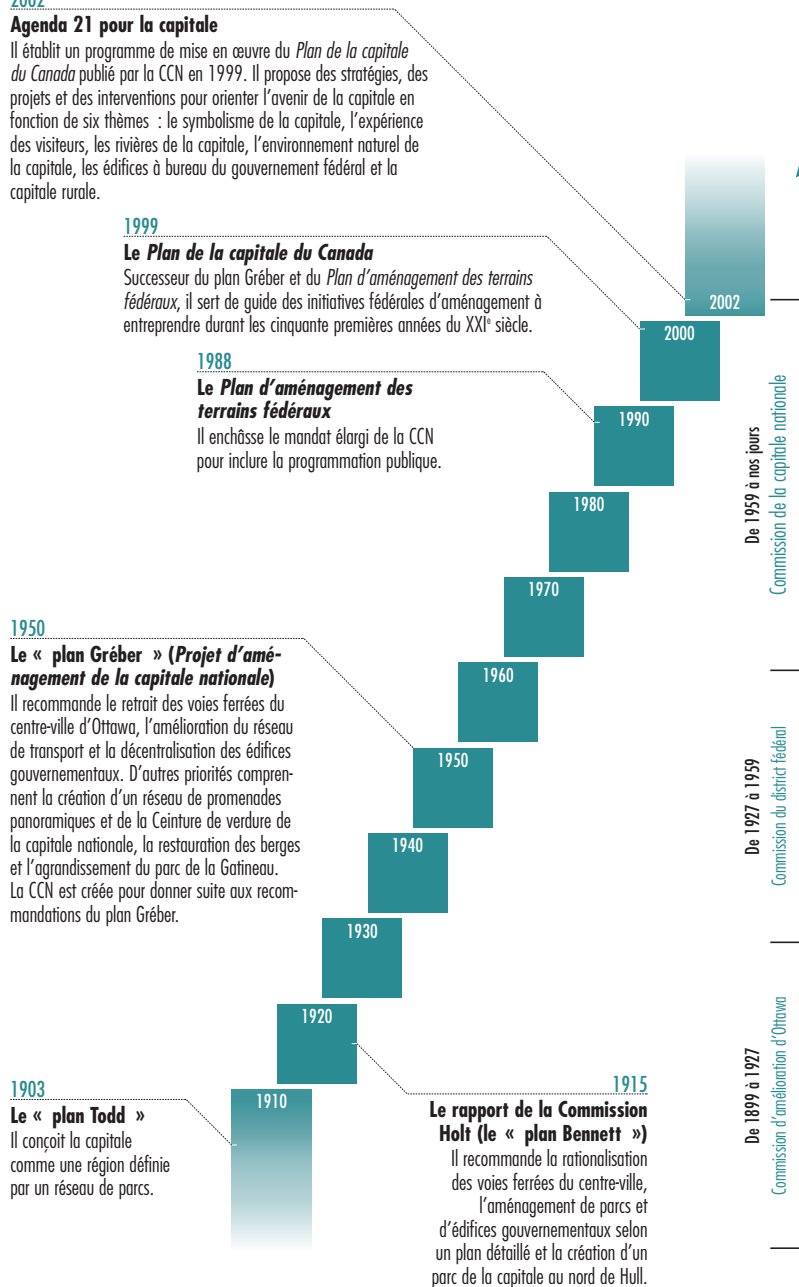 2002
Agenda 21 pour la capitale
Il établit un programme de mise en œuvre du Plan de la capitale
du Canada publié par la CCN en 1999. Il propose des stratégies, des
projets et des interventions pour orienter l'avenir de la capitale en
fonction de six thèmes : le symbolisme de la capitale, l'expérience
des visiteurs, les rivières de la capitale, l'environnement naturel de
la capitale, les édifices à bureau du gouvernement fédéral et la
capitale rurale.
1999
Le Plan de la capitale du Canada
Successeur du plan Gréber et du Plan d'aménagement des terrains
fédéraux, il sert de guide des initiatives fédérales d'aménagement à
entreprendre durant les cinquante premières années du XXIe siècle.
1988
Le Plan d'aménagement des
terrains fédéraux
Il enchâsse le mandat élargi de la CCN
pour inclure la programmation publique.
1950
Le « plan Gréber » (Projet d'amé-
nagement de la capitale nationale)
Il recommande le retrait des voies ferrées du
centre-ville d'Ottawa, l'amélioration du réseau
de transport et la décentralisation des édifices
gouvernementaux. D'autres priorités compren-
nent la création d'un réseau de promenades
panoramiques et de la Ceinture de verdure de
la capitale nationale, la restauration des berges
et l'agrandissement du parc de la Gatineau.
La CCN est créée pour donner suite aux recom-
mandations du plan Gréber.
1903
Le « plan Todd »
Il conçoit la capitale
comme une région définie
par un réseau de parcs.
1915
Le rapport de la Commission
Holt (le « plan Bennett »)
Il recommande la rationalisation
des voies ferrées du centre-ville,
l'aménagement de parcs et
d'édifices gouvernementaux selon
un plan détaillé et la création d'un
parc de la capitale au nord de Hull.
2002
2000
1990
1980
1970
1960
1950
1940
1930
1920
1910
De 1959 à nos jours
Commission de la capitale nationale
De 1927 à 1959
Commission du district fédéral
De 1899 à 1927
Commission d'amélioration d'Ottawa